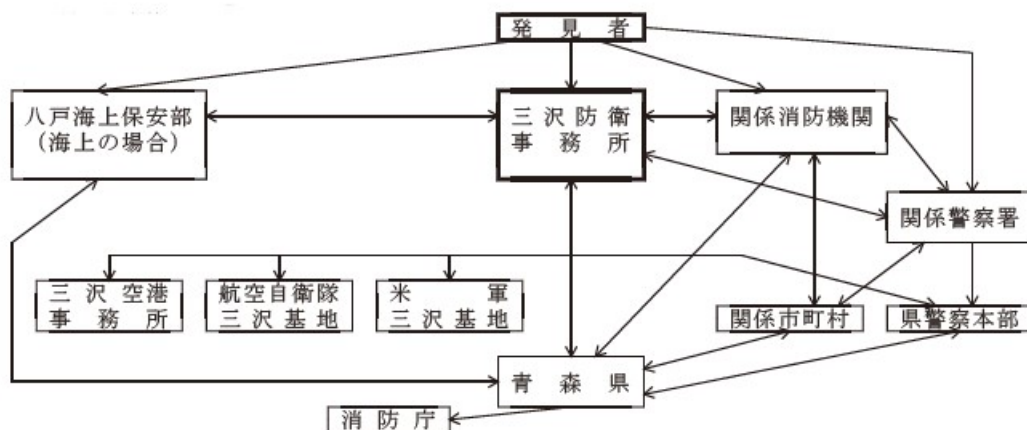 発見者
八戸海上保安部
(海上の場合)
三沢防衛
事務所
関係消防機関
関係警察署
三沢空港
事務所
航空自衛隊
三沢基地
米軍
三沢基地
関係市町村
県警察本部
青森県
消防庁